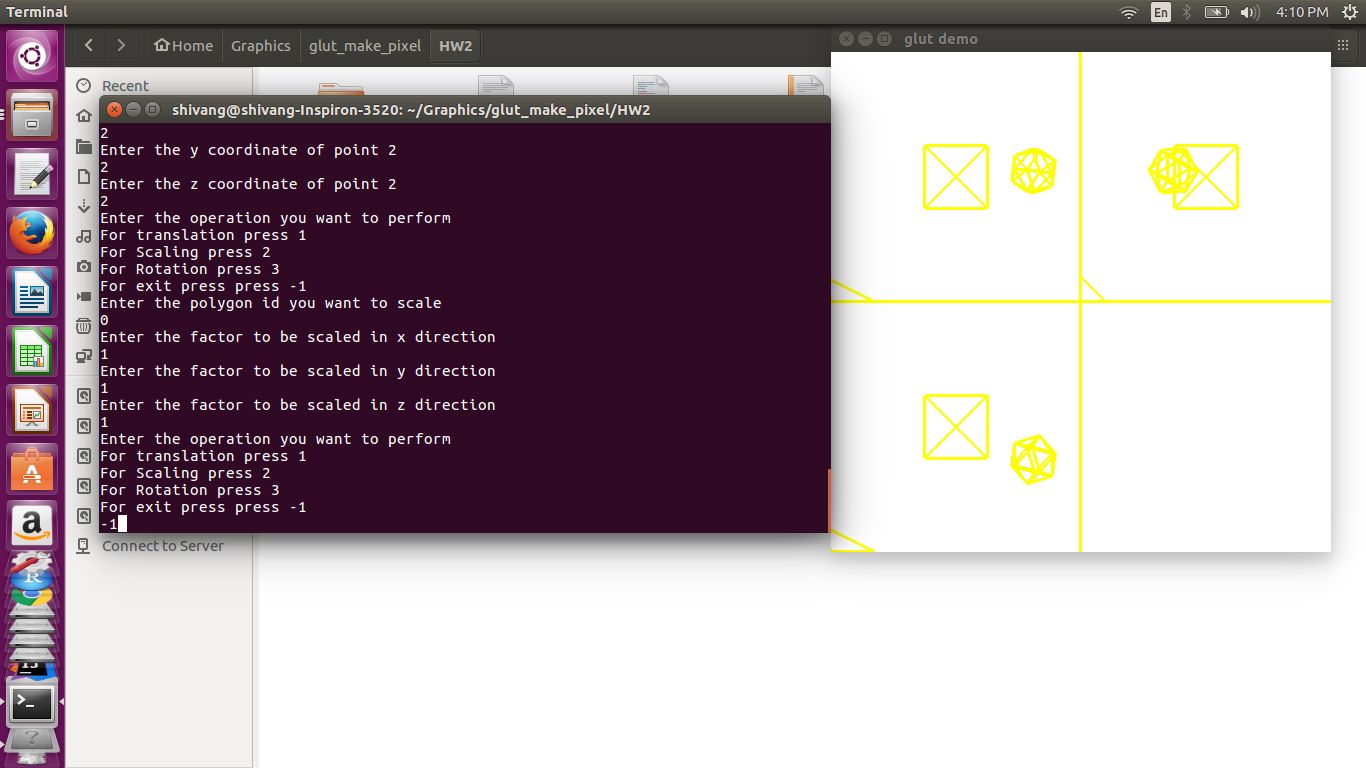 Terminal
En
4:10 PM
Home
Graphics
glut_make_pixel
HW2
glut demo
Recent
shivang@shivang-Inspiron-3520: ~/Graphics/glut_make_pixel/HW2
2
Enter the y coordinate of point 2
2
Enter the z coordinate of point 2
2
Enter the operation you want to perform
For translation press 1
For Scaling press 2
For Rotation press 3
For exit press press -1
Enter the polygon id you want to scale
0
Enter the factor to be scaled in x direction
1
Enter the factor to be scaled in y direction
1
Enter the factor to be scaled in z direction
1
Enter the operation you want to perform
For translation press 1
For Scaling press 2
For Rotation press 3
For exit press press -1
-1
Connect to Server